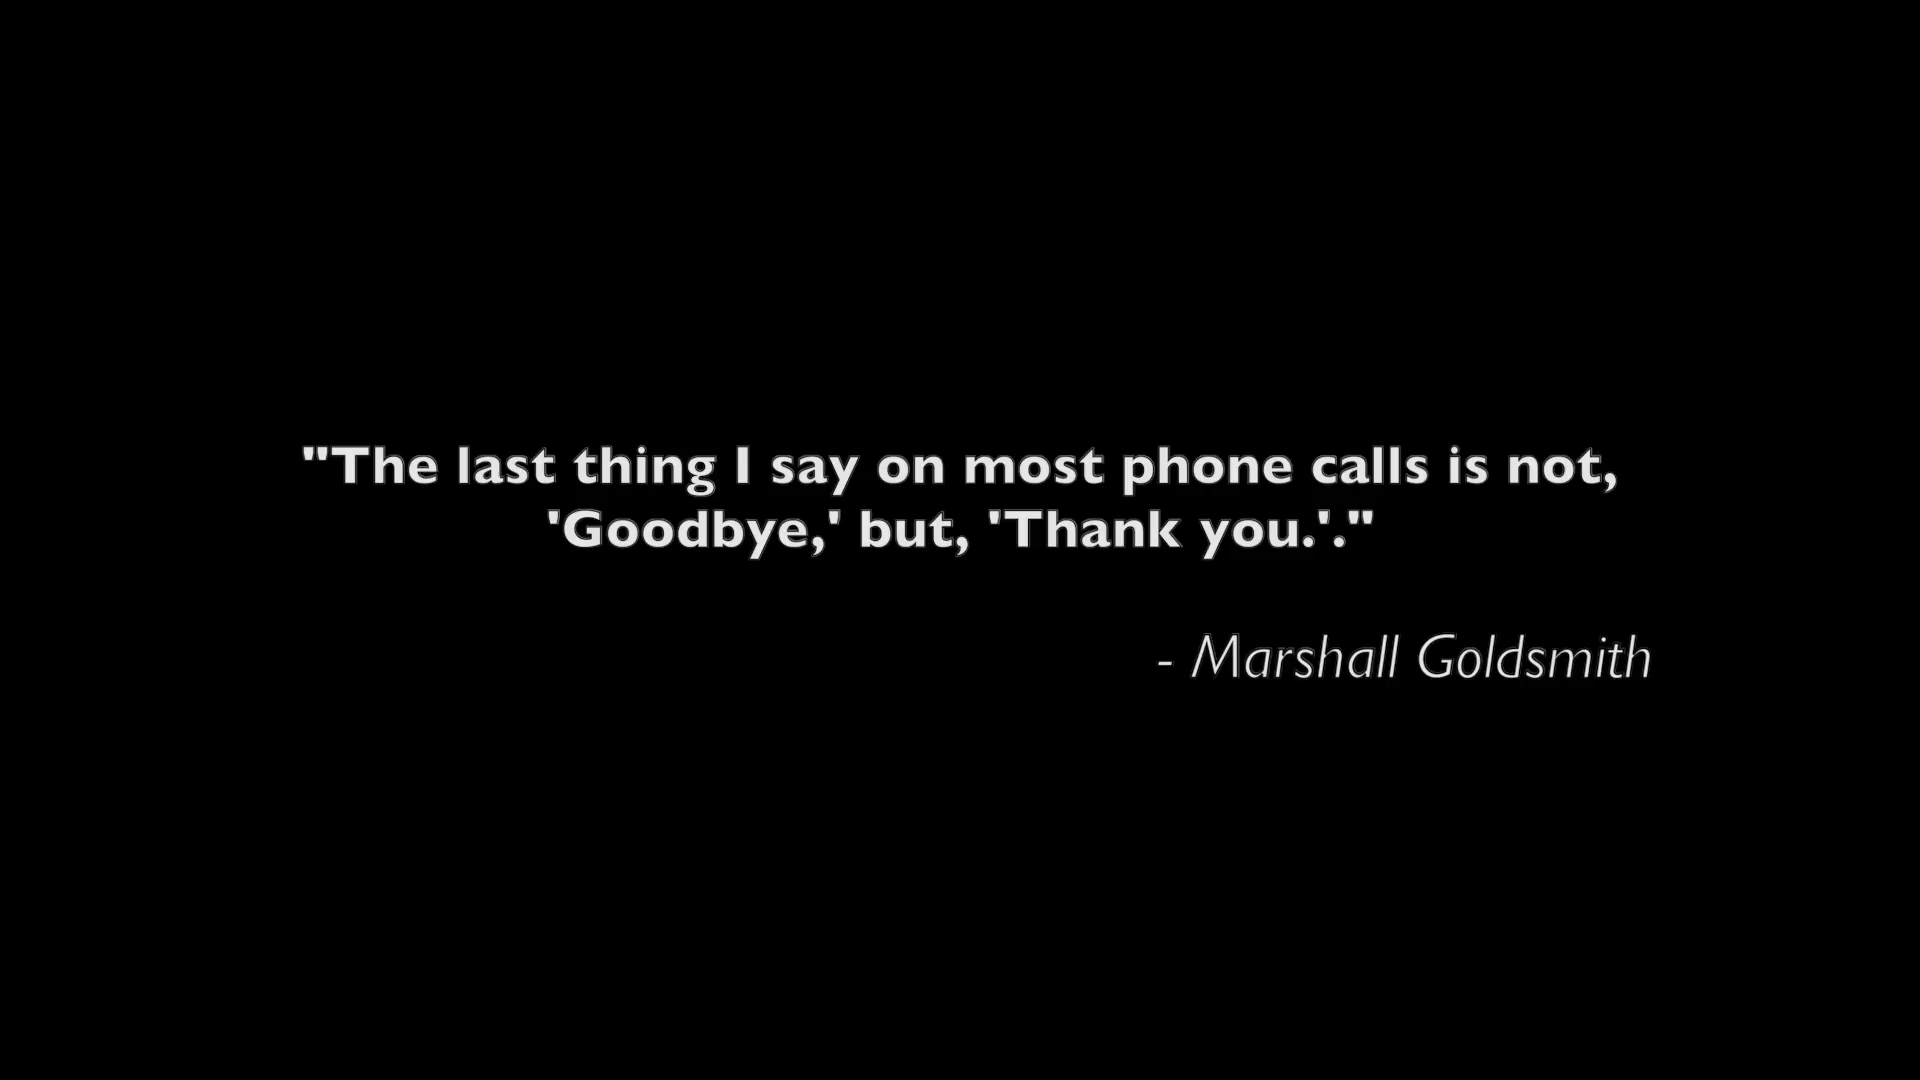 "The last thing I say on most phone calls is not,
'Goodbye,' but, 'Thank you.'."
- Marshall Goldsmith